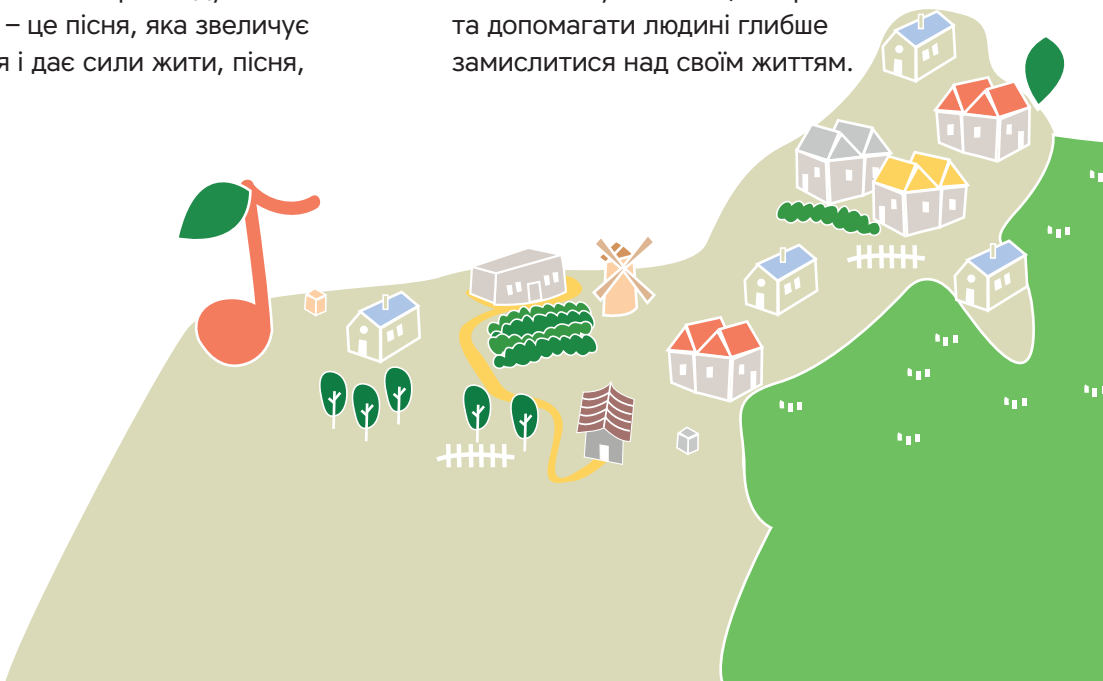 – це пісня, яка звеличує
і дає сили жити, пісня,
та допомагати людині глибше
замислитися над своїм життям.